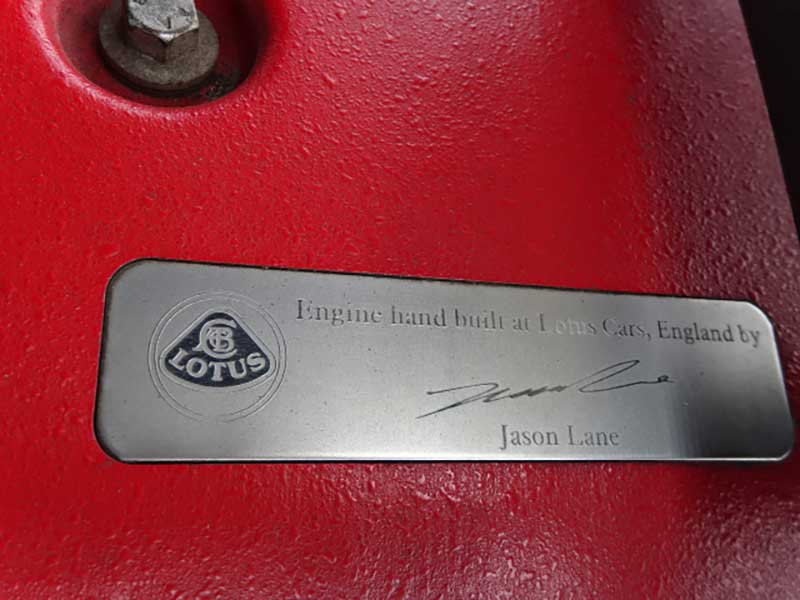 Engine hand built at Lotus Cars, England by
LOTUS
Jason Lane